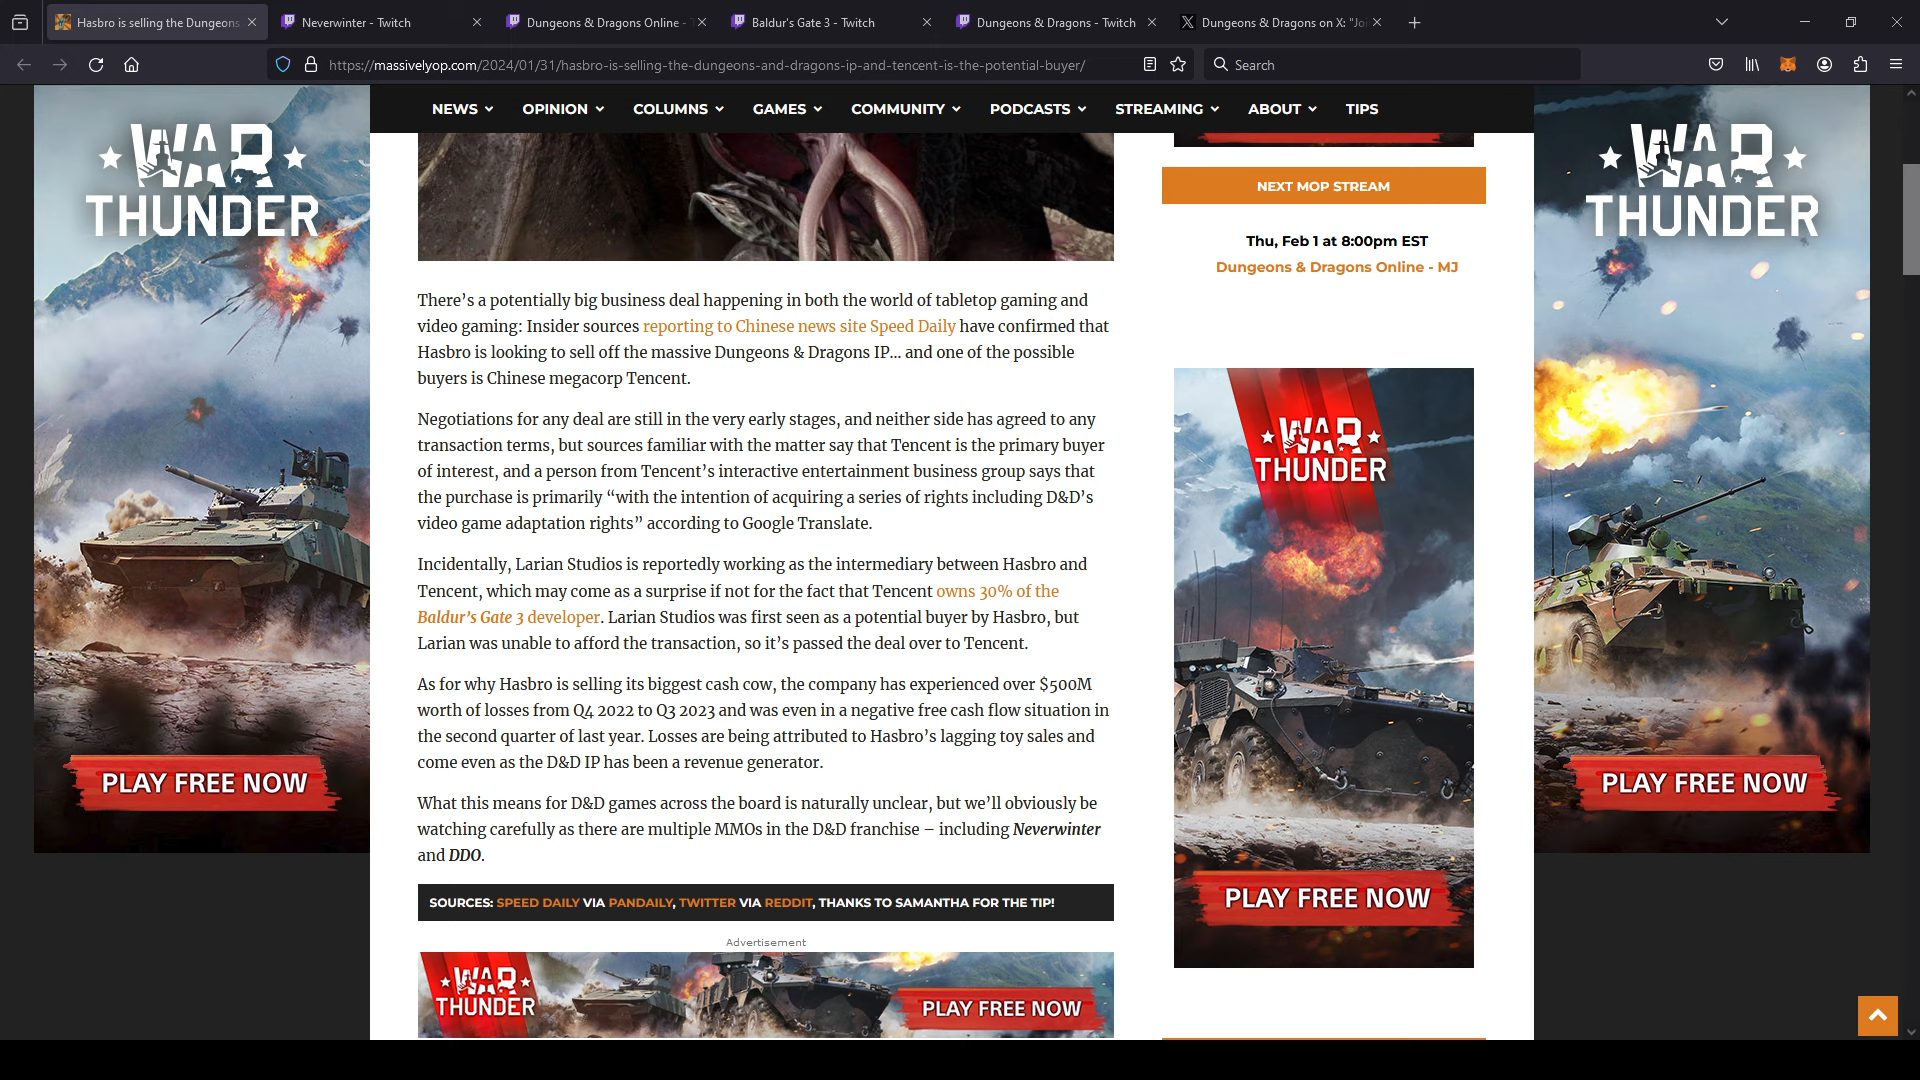 Hasbro is selling the Dungeons
Neverwinter - Twitch
Dungeons & Dragons Online -
Baldur's Gate 3 - Twitch
Dungeons & Dragons - Twitch
Dungeons & Dragons on X: "Joi
https://massivelyop.com/2024/01/31/hasbro-is-selling-the-dungeons-and-dragons-ip-and-tencent-is-the-potential-buyer/
Search
NEWS OPINION COLUMNS GAMES COMMUNITY PODCASTS STREAMING ABOUT TIPS
WAR
THUNDER
PLAY FREE NOW
There's a potentially big business deal happening in both the world of tabletop gaming and
video gaming: Insider sources reporting to Chinese news site Speed Daily have confirmed that
Hasbro is looking to sell off the massive Dungeons & Dragons IP... and one of the possible
buyers is Chinese megacorp Tencent.
Negotiations for any deal are still in the very early stages, and neither side has agreed to any
transaction terms, but sources familiar with the matter say that Tencent is the primary buyer
of interest, and a person from Tencent's interactive entertainment business group says that
the purchase is primarily “with the intention of acquiring a series of rights including D&D's
video game adaptation rights” according to Google Translate.
Incidentally, Larian Studios is reportedly working as the intermediary between Hasbro and
Tencent, which may come as a surprise if not for the fact that Tencent owns 30% of the
Baldur's Gate 3 developer. Larian Studios was first seen as a potential buyer by Hasbro, but
Larian was unable to afford the transaction, so it's passed the deal over to Tencent.
As for why Hasbro is selling its biggest cash cow, the company has experienced over $500M
worth of losses from Q4 2022 to Q3 2023 and was even in a negative free cash flow situation in
the second quarter of last year. Losses are being attributed to Hasbro's lagging toy sales and
come even as the D&D IP has been a revenue generator.
What this means for D&D games across the board is naturally unclear, but we'll obviously be
watching carefully as there are multiple MMOs in the D&D franchise – including Neverwinter
and DDO.
SOURCES: SPEED DAILY VIA PANDAILY, TWITTER VIA REDDIT, THANKS TO SAMANTHA FOR THE TIP!
Advertisement
WAR
THUNDER
PLAY FREE NOW
NEXT MOP STREAM
Thu, Feb 1 at 8:00pm EST
Dungeons & Dragons Online - MJ
WAR
THUNDER
PLAY FREE NOW
WAR
THUNDER
PLAY FREE NOW